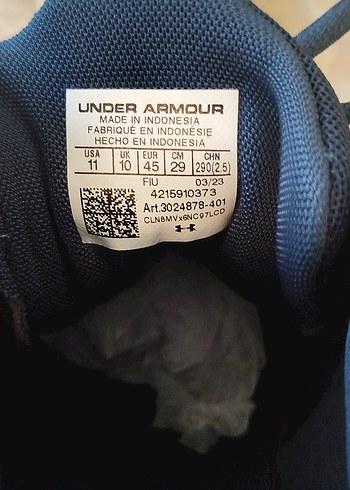 UNDER ARMOUR
MADE IN INDONESIA
FABRIQUÉ EN INDONÉSIE
HECHO EN INDONESIA
USA UK EUR CM CHN
11 10 45 29 290(2.5)
FIU 03/23
4215910373
Art.3024878-401
CLN8MVx6NC97LCD